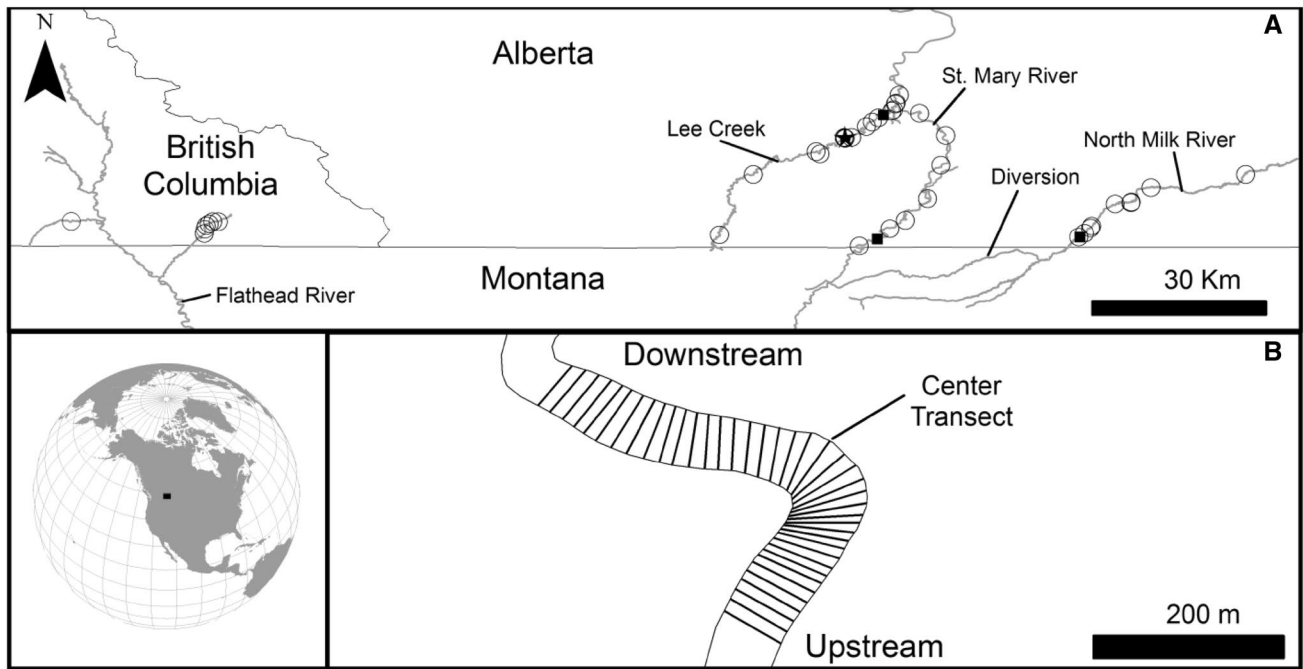 N
A
Alberta
St. Mary River
Lee Creek
North Milk River
British
Columbia
Diversion
Montana
30 Km
Flathead River
B
Downstream
Center
Transect
200 m
Upstream